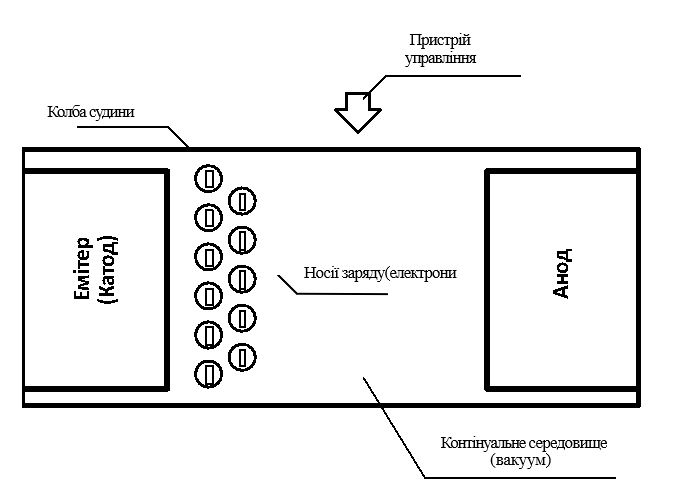 Пристрій
управління
Колба судини
Емітер
(Катод)
Носії заряду(електрони
Анод
Контінуальне середовище
(вакуум)